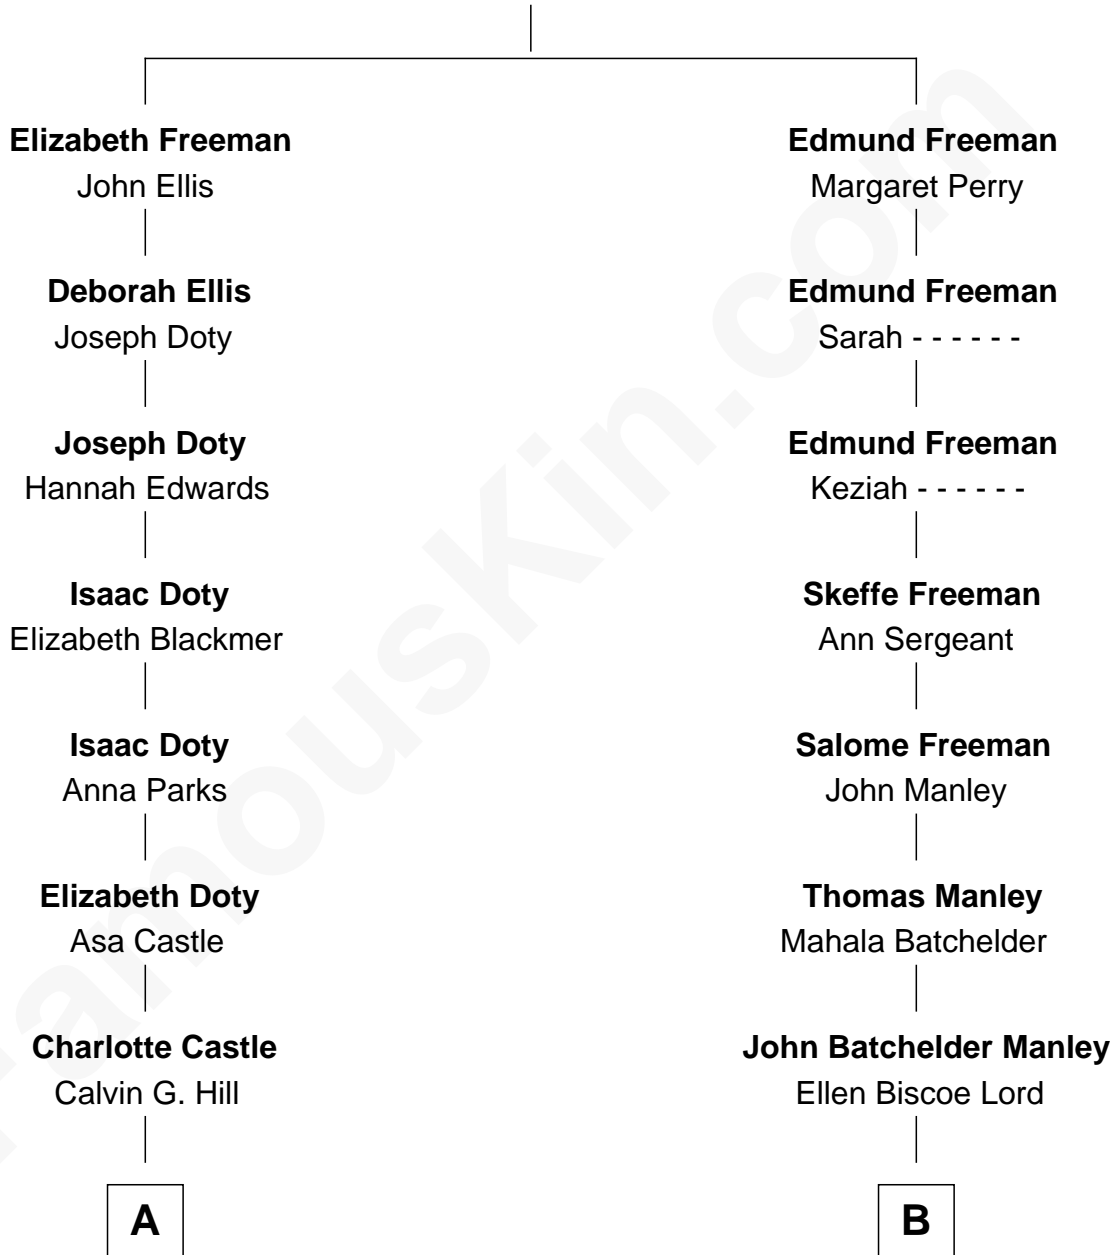 Elizabeth Freeman
John Ellis
Deborah Ellis
Joseph Doty
Joseph Doty
Hannah Edwards
Isaac Doty
Elizabeth Blackmer
Isaac Doty
Anna Parks
Elizabeth Doty
Asa Castle
Charlotte Castle
Calvin G. Hill
A
Edmund Freeman
Margaret Perry
Edmund Freeman
Sarah - - - - - -
Edmund Freeman
Keziah - - - - - -
Skeffe Freeman
Ann Sergeant
Salome Freeman
John Manley
Thomas Manley
Mahala Batchelder
John Batchelder Manley
Ellen Biscoe Lord
B
FamousKin.com